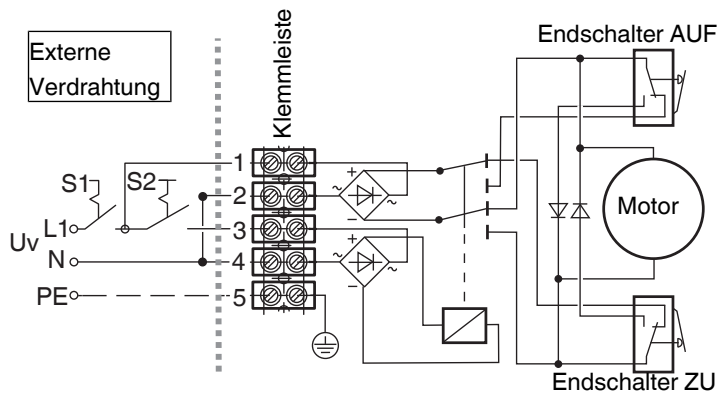 Externe
Verdrahtung
Klemmleiste
Endschalter AUF
S1
S2
1
2
3
4
5
Uv
L1
N
PE
+
~
~
–
+
~
~
–
Motor
Endschalter ZU